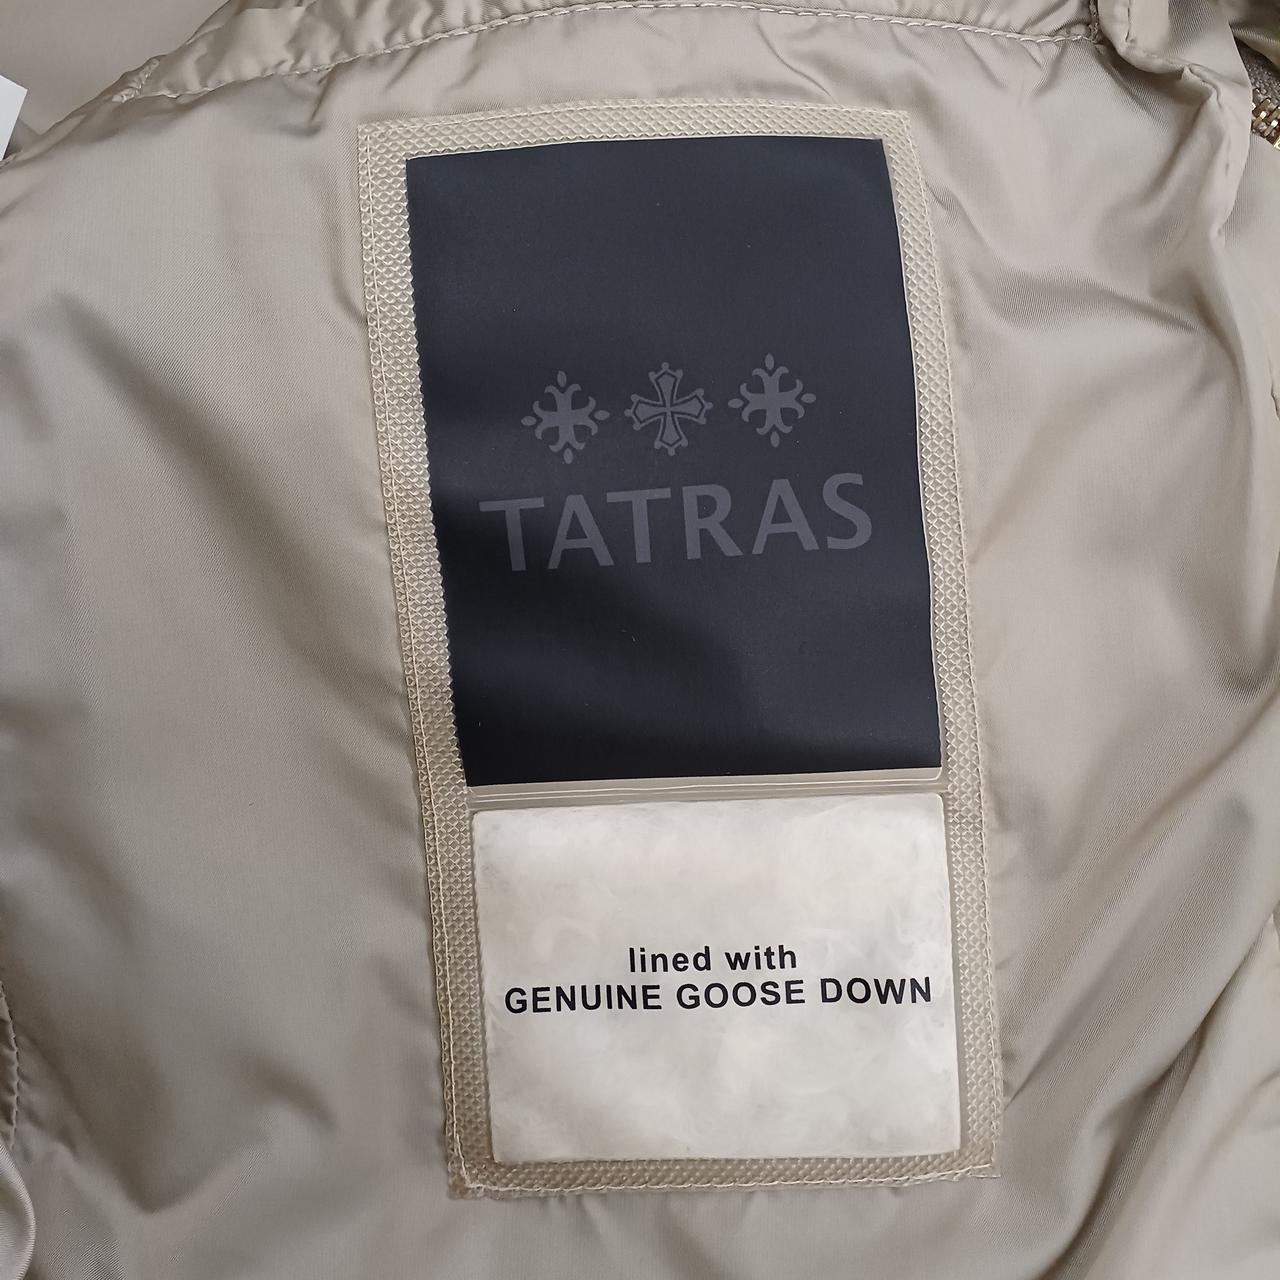 TATRAS
lined with
GENUINE GOOSE DOWN